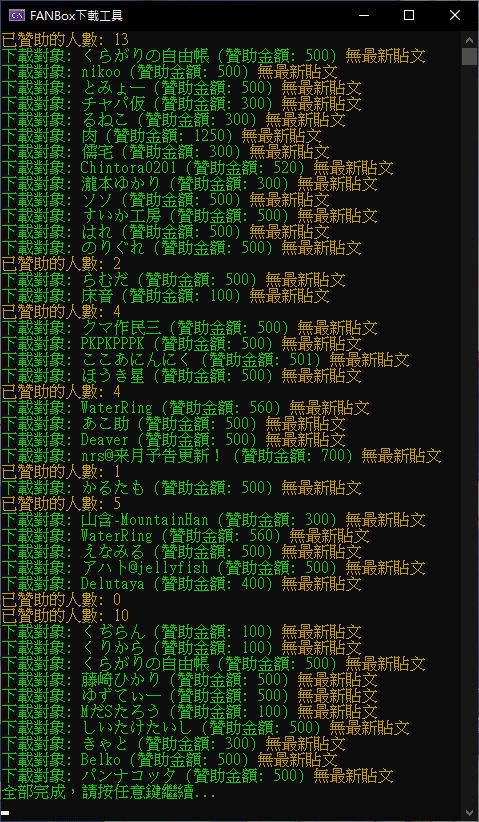 FANBox下載工具
已贊助的人數: 13
下載對象: くらがりの自由帳 (贊助金額: 500) 無最新貼文
下載對象: nikoo (贊助金額: 500) 無最新貼文
下載對象: とみょー (贊助金額: 500) 無最新貼文
下載對象: チャパ仮 (贊助金額: 300) 無最新貼文
下載對象: るねこ (贊助金額: 300) 無最新貼文
下載對象: 肉 (贊助金額: 1250) 無最新貼文
下載對象: 儒宅 (贊助金額: 300) 無最新貼文
下載對象: Chintora0201 (贊助金額: 520) 無最新貼文
下載對象: 瀧本ゆかり (贊助金額: 300) 無最新貼文
下載對象: ソソ (贊助金額: 500) 無最新貼文
下載對象: すいか工房 (贊助金額: 500) 無最新貼文
下載對象: はれ (贊助金額: 500) 無最新貼文
下載對象: のりぐれ (贊助金額: 500) 無最新貼文
已贊助的人數: 2
下載對象: らむだ (贊助金額: 500) 無最新貼文
下載對象: 床音 (贊助金額: 100) 無最新貼文
已贊助的人數: 4
下載對象: クマ作民三 (贊助金額: 500) 無最新貼文
下載對象: PKPKPPPK (贊助金額: 500) 無最新貼文
下載對象: ここあにんにく (贊助金額: 501) 無最新貼文
下載對象: ほうき星 (贊助金額: 500) 無最新貼文
已贊助的人數: 4
下載對象: WaterRing (贊助金額: 560) 無最新貼文
下載對象: あこ助 (贊助金額: 500) 無最新貼文
下載對象: Deaver (贊助金額: 500) 無最新貼文
下載對象: nrs@来月予告更新！ (贊助金額: 700) 無最新貼文
已贊助的人數: 1
下載對象: かるたも (贊助金額: 500) 無最新貼文
已贊助的人數: 5
下載對象: 山含-MountainHan (贊助金額: 300) 無最新貼文
下載對象: WaterRing (贊助金額: 560) 無最新貼文
下載對象: えなみる (贊助金額: 500) 無最新貼文
下載對象: アハト@jellyfish (贊助金額: 500) 無最新貼文
下載對象: Delutaya (贊助金額: 400) 無最新貼文
已贊助的人數: 0
已贊助的人數: 10
下載對象: くぢらん (贊助金額: 100) 無最新貼文
下載對象: くりから (贊助金額: 100) 無最新貼文
下載對象: くらがりの自由帳 (贊助金額: 500) 無最新貼文
下載對象: 藤崎ひかり (贊助金額: 500) 無最新貼文
下載對象: ゆずてぃー (贊助金額: 500) 無最新貼文
下載對象: MだSたろう (贊助金額: 100) 無最新貼文
下載對象: しいたけたいし (贊助金額: 500) 無最新貼文
下載對象: きゃと (贊助金額: 300) 無最新貼文
下載對象: Belko (贊助金額: 500) 無最新貼文
下載對象: パンナコッタ (贊助金額: 500) 無最新貼文
全部完成，請按任意鍵繼續...